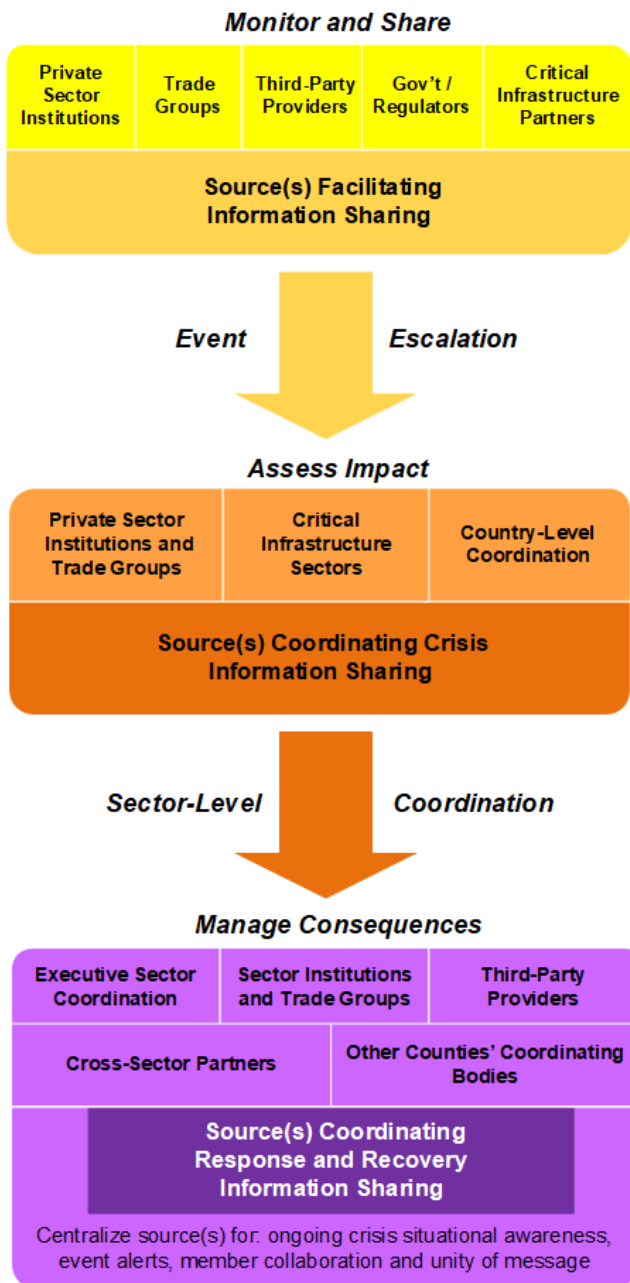 Monitor and Share
Private
Sector
Institutions
Trade
Groups
Third-Party
Providers
Gov't /
Regulators
Critical
Infrastructure
Partners
Source(s) Facilitating
Information Sharing
Event
Escalation
Assess Impact
Private Sector
Institutions and
Trade Groups
Critical
Infrastructure
Sectors
Country-Level
Coordination
Source(s) Coordinating Crisis
Information Sharing
Sector-Level
Coordination
Manage Consequences
Executive Sector
Coordination
Sector Institutions
and Trade Groups
Third-Party
Providers
Cross-Sector Partners
Other Counties' Coordinating
Bodies
Source(s) Coordinating
Response and Recovery
Information Sharing
Centralize source(s) for: ongoing crisis situational awareness,
event alerts, member collaboration and unity of message